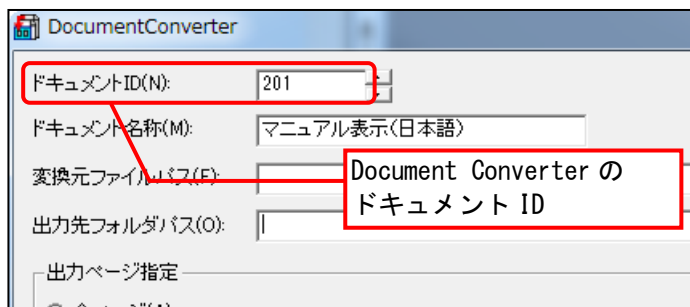 DocumentConverter
ドキュメントID(N):
201
ドキュメント名称(M):
マニュアル表示(日本語)
変換元ファイルパス(F):
Document Converter の
ドキュメント ID
出力先フォルダパス(O):
出力ページ指定